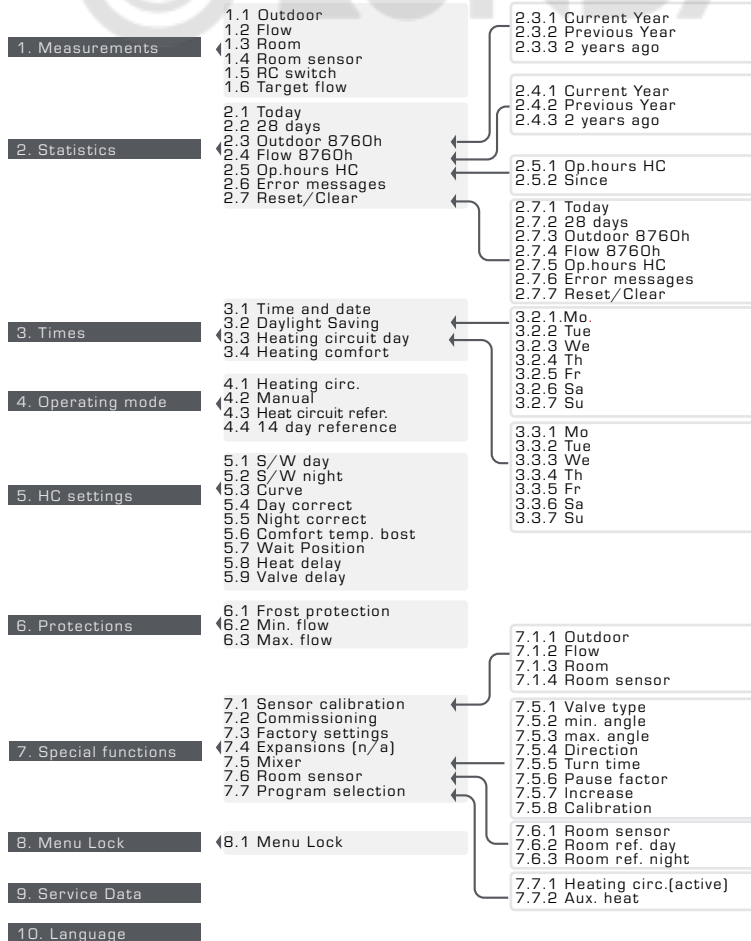 1. Measurements
1.1 Outdoor
1.2 Flow
1.3 Room
1.4 Room sensor
1.5 RC switch
1.6 Target flow
2. Statistics
2.1 Today
2.2 28 days
2.3 Outdoor 8760h
2.4 Flow 8760h
2.5 Op.hours HC
2.6 Error messages
2.7 Reset/Clear
2.3.1 Current Year
2.3.2 Previous Year
2.3.3 2 years ago
2.4.1 Current Year
2.4.2 Previous Year
2.4.3 2 years ago
2.5.1 Op.hours HC
2.5.2 Since
2.7.1 Today
2.7.2 28 days
2.7.3 Outdoor 8760h
2.7.4 Flow 8760h
2.7.5 Op.hours HC
2.7.6 Error messages
2.7.7 Reset/Clear
3. Times
3.1 Time and date
3.2 Daylight Saving
3.3 Heating circuit day
3.4 Heating comfort
3.2.1.Mo.
3.2.2 Tue
3.2.3 We
3.2.4 Th
3.2.5 Fr
3.2.6 Sa
3.2.7 Su
3.3.1 Mo
3.3.2 Tue
3.3.3 We
3.3.4 Th
3.3.5 Fr
3.3.6 Sa
3.3.7 Su
4. Operating mode
4.1 Heating circ.
4.2 Manual
4.3 Heat circuit refer.
4.4 14 day reference
5. HC settings
5.1 S/W day
5.2 S/W night
5.3 Curve
5.4 Day correct
5.5 Night correct
5.6 Comfort temp. bost
5.7 Wait Position
5.8 Heat delay
5.9 Valve delay
6. Protections
6.1 Frost protection
6.2 Min. flow
6.3 Max. flow
7. Special functions
7.1 Sensor calibration
7.2 Commissioning
7.3 Factory settings
7.4 Expansions (n/a)
7.5 Mixer
7.6 Room sensor
7.7 Program selection
7.1.1 Outdoor
7.1.2 Flow
7.1.3 Room
7.1.4 Room sensor
7.5.1 Valve type
7.5.2 min. angle
7.5.3 max. angle
7.5.4 Direction
7.5.5 Turn time
7.5.6 Pause factor
7.5.7 Increase
7.5.8 Calibration
7.6.1 Room sensor
7.6.2 Room ref. day
7.6.3 Room ref. night
7.7.1 Heating circ.(active)
7.7.2 Aux. heat
8. Menu Lock
8.1 Menu Lock
9. Service Data
10. Language